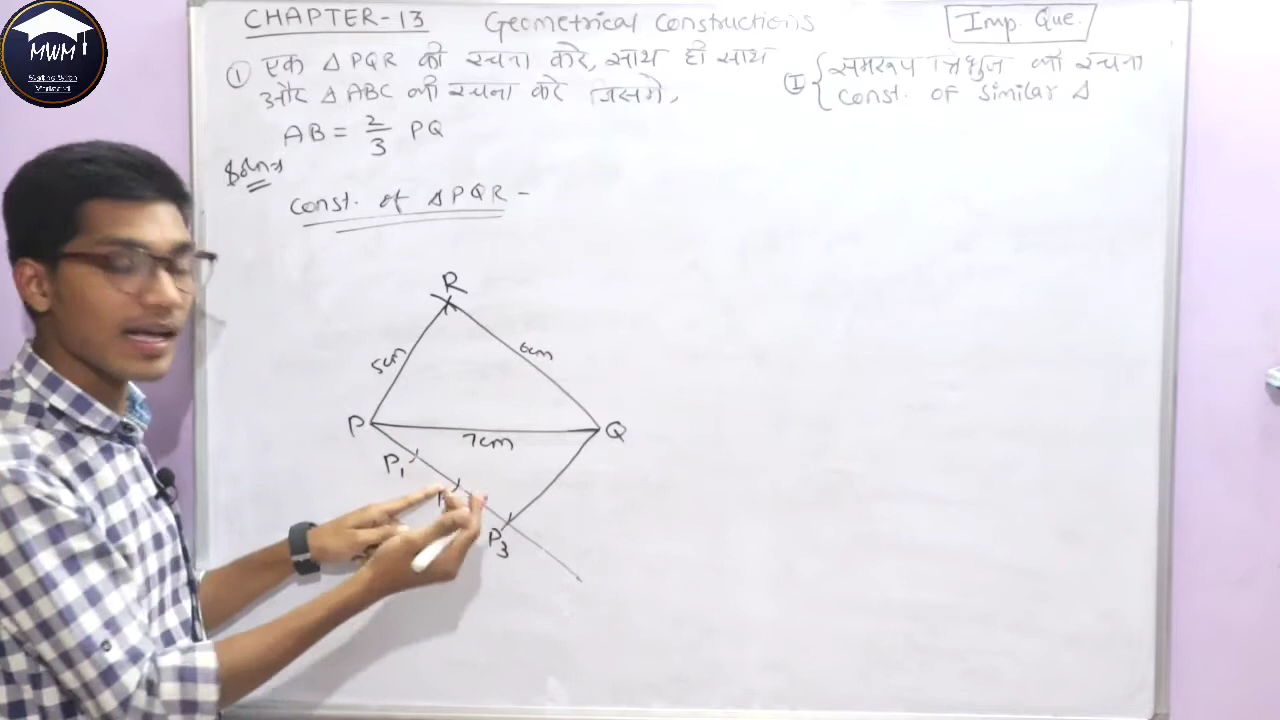 MWM
CHAPTER-13 Geometrical Constructions
Imp. Que.
① एक △ PQR की रचना करे, साथ ही साथ
और △ ABC की रचना करे जिसमे,
AB = 2/3 PQ
Soln:
Const. of △PQR -
Ⓘ { समरूप त्रिभुज की रचना
Const. of Similar △
R
5cm
6cm
P
7cm
Q
P1
P3